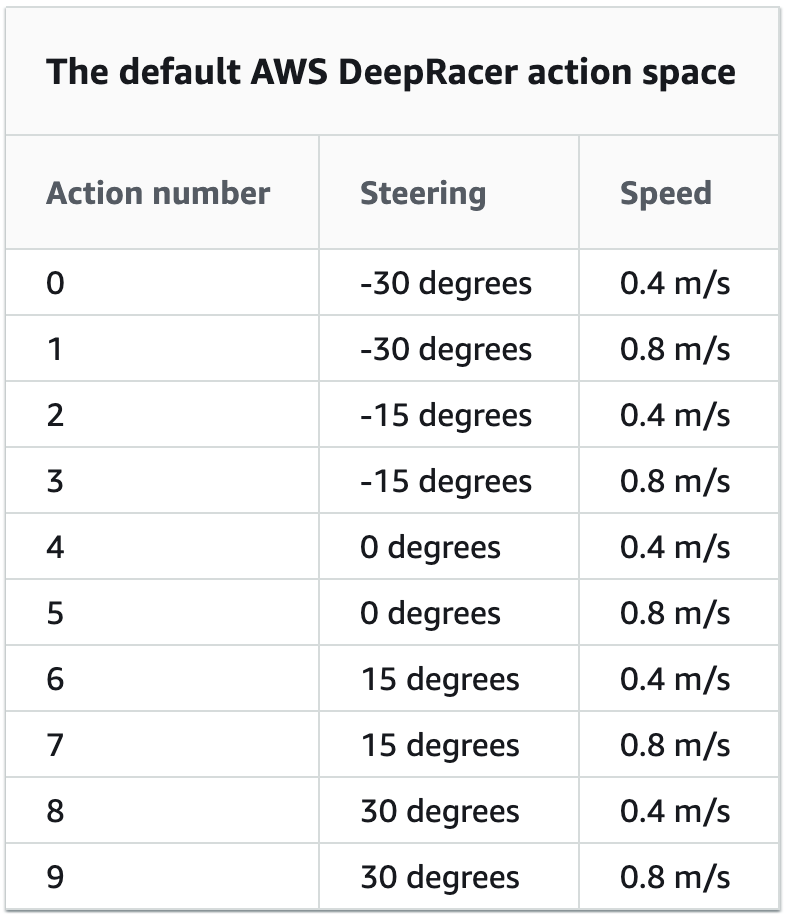 The default AWS DeepRacer action space
Action number Steering Speed
0 -30 degrees 0.4 m/s
1 -30 degrees 0.8 m/s
2 -15 degrees 0.4 m/s
3 -15 degrees 0.8 m/s
4 0 degrees 0.4 m/s
5 0 degrees 0.8 m/s
6 15 degrees 0.4 m/s
7 15 degrees 0.8 m/s
8 30 degrees 0.4 m/s
9 30 degrees 0.8 m/s